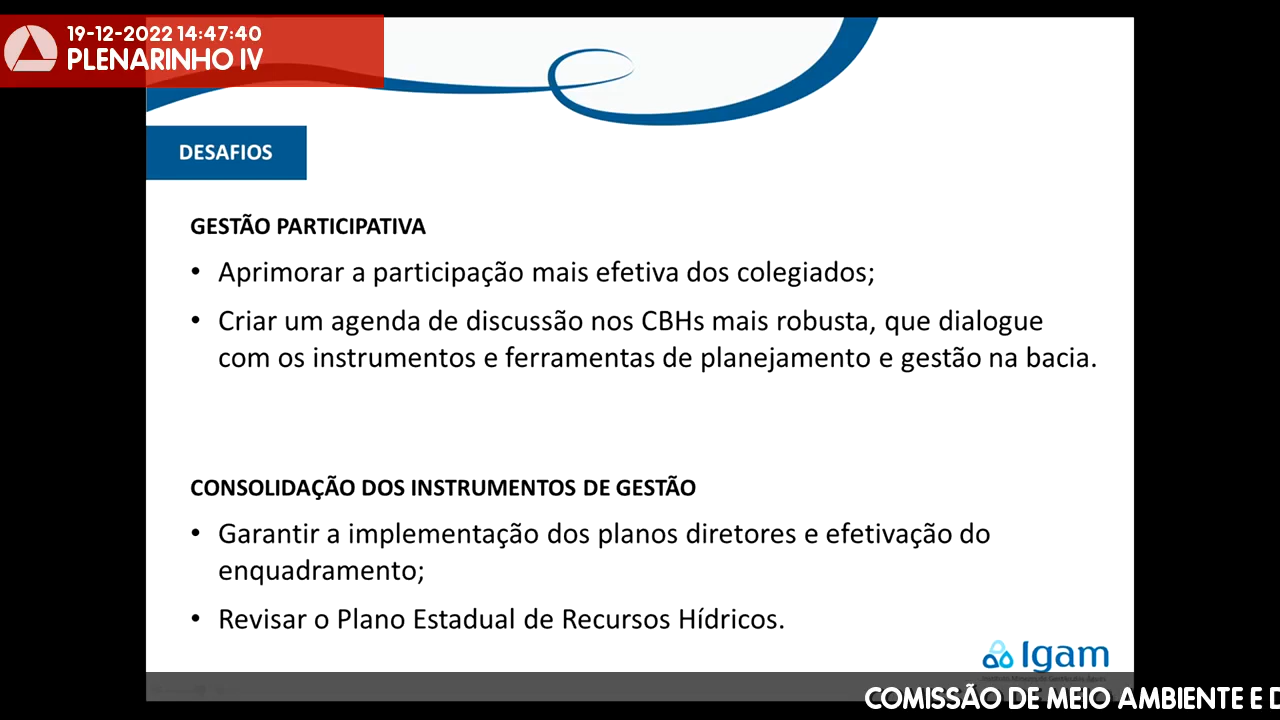 19-12-2022 14:47:40
PLENARINHO IV
DESAFIOS
GESTÃO PARTICIPATIVA
• Aprimorar a participação mais efetiva dos colegiados;
• Criar um agenda de discussão nos CBHs mais robusta, que dialogue
com os instrumentos e ferramentas de planejamento e gestão na bacia.
CONSOLIDAÇÃO DOS INSTRUMENTOS DE GESTÃO
• Garantir a implementação dos planos diretores e efetivação do
enquadramento;
• Revisar o Plano Estadual de Recursos Hídricos.
Igam
COMISSÃO DE MEIO AMBIENTE E D